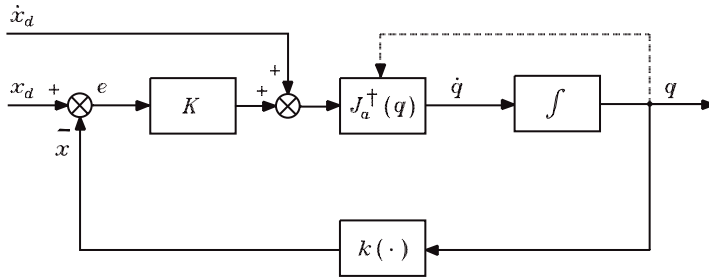 ẋ_d
+
x_d + e K + J_a^†(q) q̇ ∫ q
−
x
k(·)